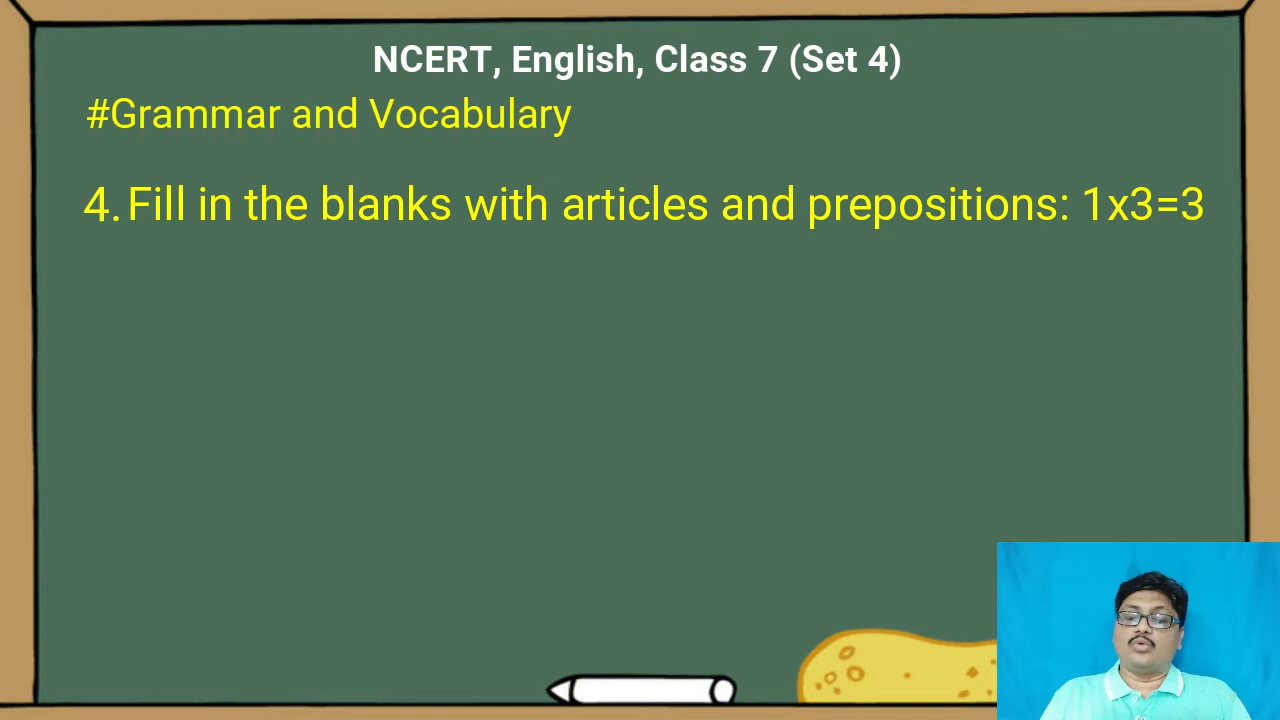 NCERT, English, Class 7 (Set 4)
#Grammar and Vocabulary
4. Fill in the blanks with articles and prepositions: 1x3=3